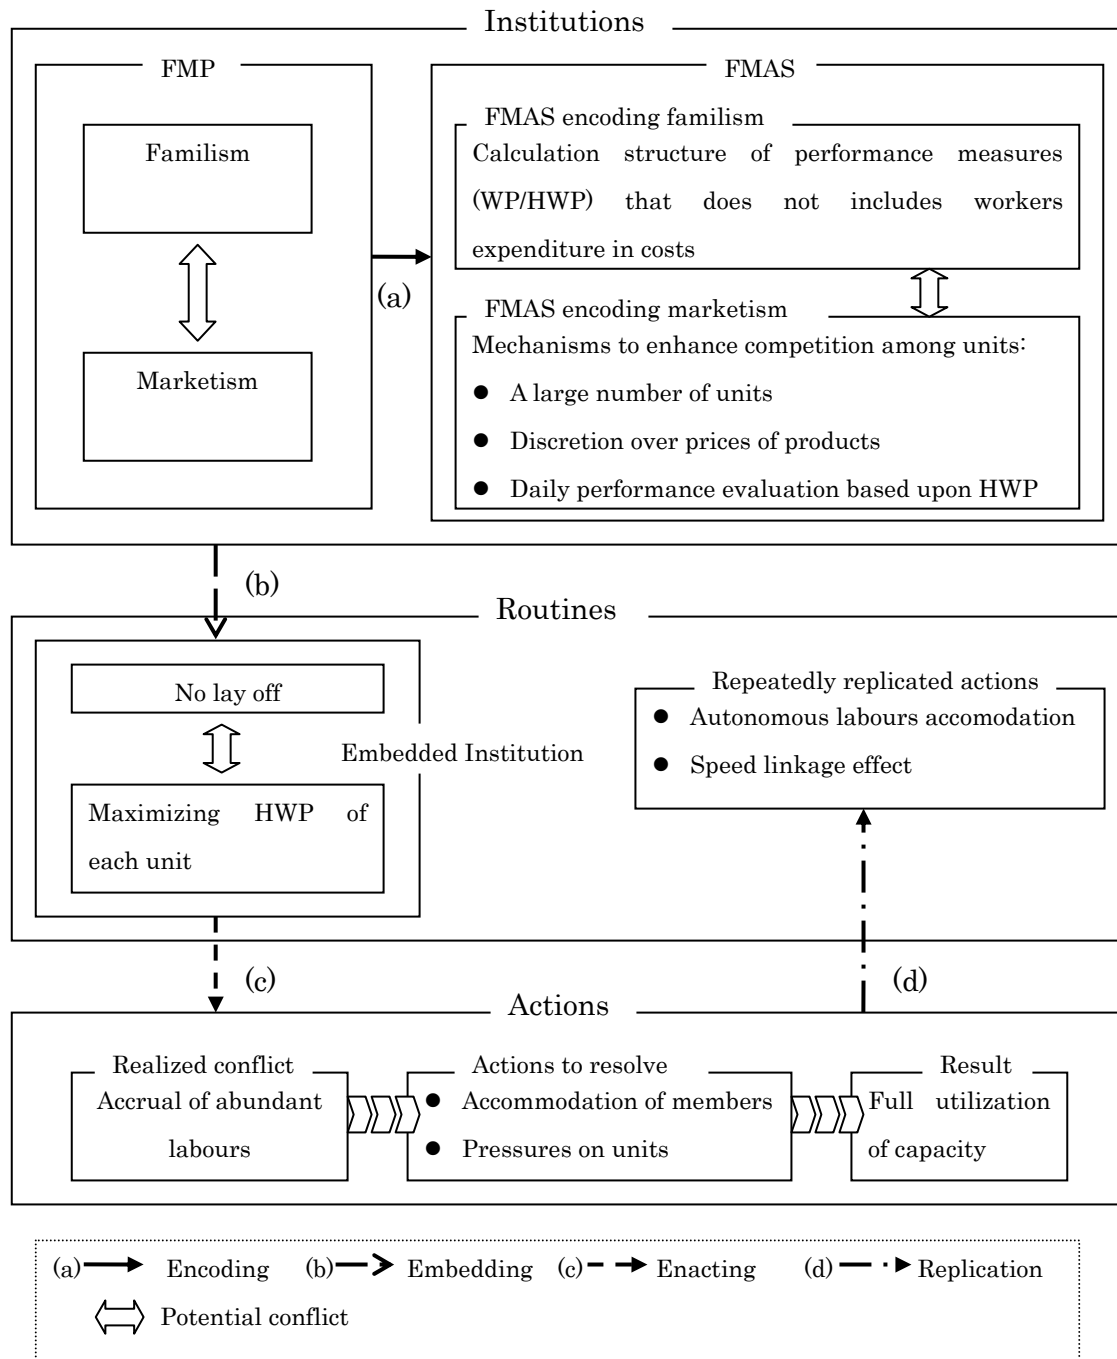 Institutions
FMP
Familism
Marketism
(a)
FMAS
FMAS encoding familism
Calculation structure of performance measures
(WP/HWP) that does not includes workers
expenditure in costs
FMAS encoding marketism
Mechanisms to enhance competition among units:
● A large number of units
● Discretion over prices of products
● Daily performance evaluation based upon HWP
(b)
Routines
No lay off
Embedded Institution
Maximizing HWP of
each unit
Repeatedly replicated actions
● Autonomous labours accomodation
● Speed linkage effect
(c)
(d)
Actions
Realized conflict
Accrual of abundant
labours
Actions to resolve
● Accommodation of members
● Pressures on units
Result
Full utilization
of capacity
(a) Encoding (b) Embedding (c) Enacting (d) Replication
Potential conflict